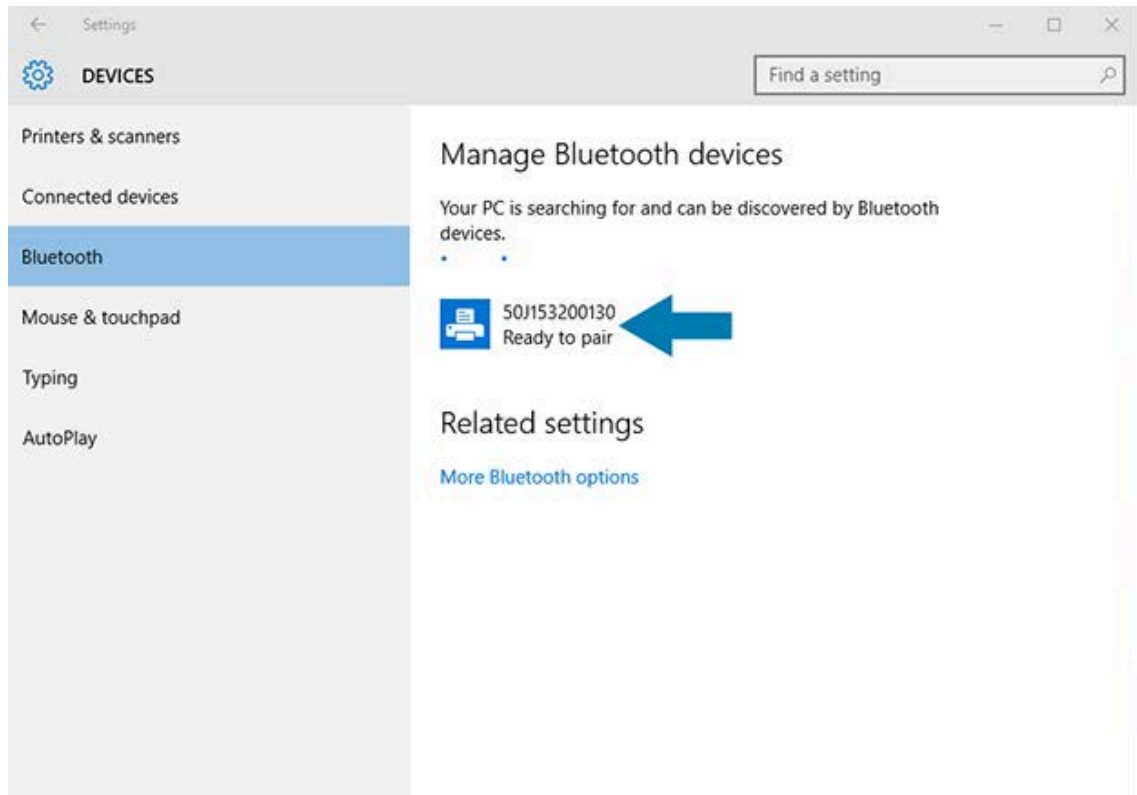 Settings
DEVICES
Find a setting
Printers & scanners
Connected devices
Bluetooth
Mouse & touchpad
Typing
AutoPlay
Manage Bluetooth devices
Your PC is searching for and can be discovered by Bluetooth
devices.
50J153200130
Ready to pair
Related settings
More Bluetooth options